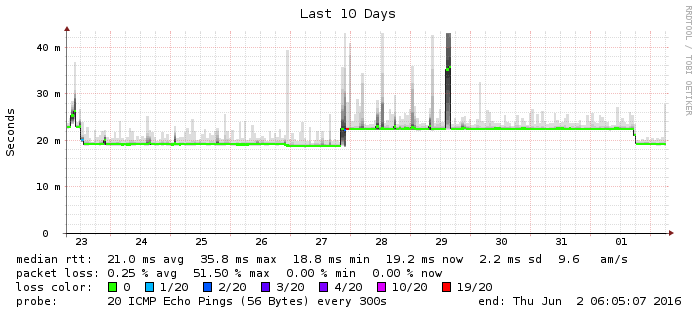 Last 10 Days
RRDTOOL / TOBI OETIKER
Seconds
40 m
30 m
20 m
10 m
0
23 24 25 26 27 28 29 30 31 01
median rtt: 21.0 ms avg 35.8 ms max 18.8 ms min 19.2 ms now 2.2 ms sd 9.6 am/s
packet loss: 0.25 % avg 51.50 % max 0.00 % min 0.00 % now
loss color: 0 1/20 2/20 3/20 4/20 10/20 19/20
probe: 20 ICMP Echo Pings (56 Bytes) every 300s end: Thu Jun 2 06:05:07 2016